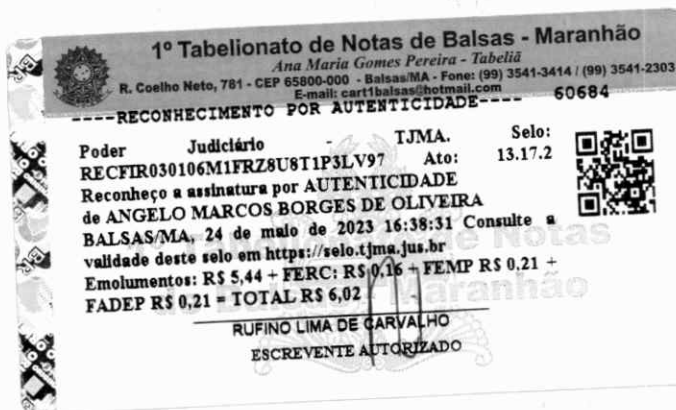 1º Tabelionato de Notas de Balsas - Maranhão
Ana Maria Gomes Pereira - Tabeliã
R. Coelho Neto, 781 - CEP 65800-000 - Balsas/MA - Fone: (99) 3541-3414 / (99) 3541-2303
E-mail: cart1balsas@hotmail.com
----RECONHECIMENTO POR AUTENTICIDADE---- 60684
Poder Judiciário - TJMA. Selo:
RECFIR030106M1FRZ8U8T1P3LV97 Ato: 13.17.2
Reconheço a assinatura por AUTENTICIDADE
de ANGELO MARCOS BORGES DE OLIVEIRA
BALSAS/MA, 24 de maio de 2023 16:38:31 Consulte a
validade deste selo em https://selo.tjma.jus.br
Emolumentos: R$ 5,44 + FERC: R$ 0,16 + FEMP R$ 0,21 +
FADEP R$ 0,21 = TOTAL R$ 6,02
RUFINO LIMA DE CARVALHO
ESCREVENTE AUTORIZADO